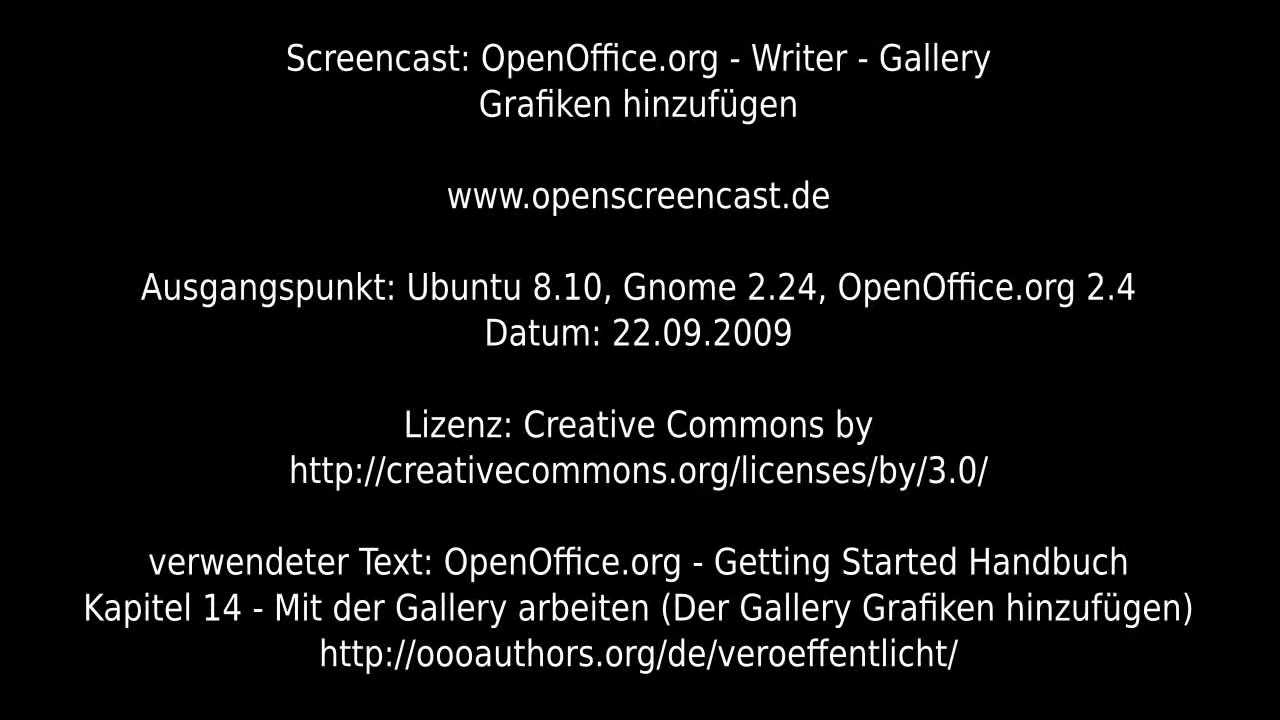 Screencast: OpenOffice.org - Writer - Gallery
Grafiken hinzufügen
www.openscreencast.de
Ausgangspunkt: Ubuntu 8.10, Gnome 2.24, OpenOffice.org 2.4
Datum: 22.09.2009
Lizenz: Creative Commons by
http://creativecommons.org/licenses/by/3.0/
verwendeter Text: OpenOffice.org - Getting Started Handbuch
Kapitel 14 - Mit der Gallery arbeiten (Der Gallery Grafiken hinzufügen)
http://oooauthors.org/de/veroeffentlicht/